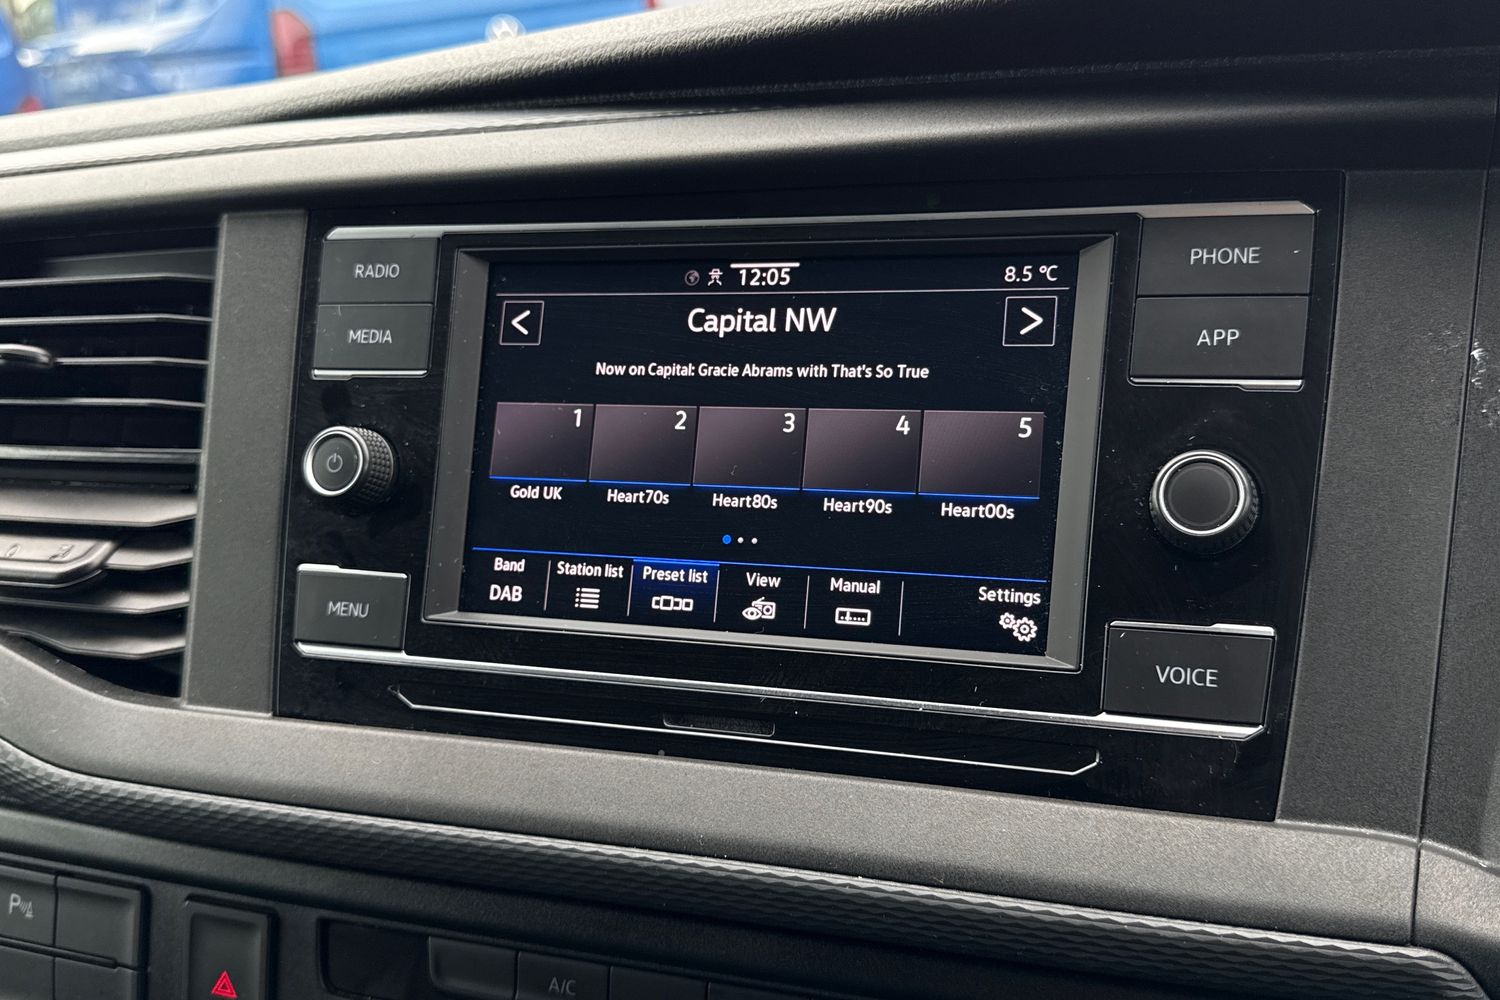 RADIO
MEDIA
MENU
12:05
8.5 °C
<
Capital NW
>
Now on Capital: Gracie Abrams with That's So True
1 2 3 4 5
Gold UK Heart70s Heart80s Heart90s Heart00s
Band Station list Preset list View Manual Settings
DAB
PHONE
APP
VOICE
P
A/C